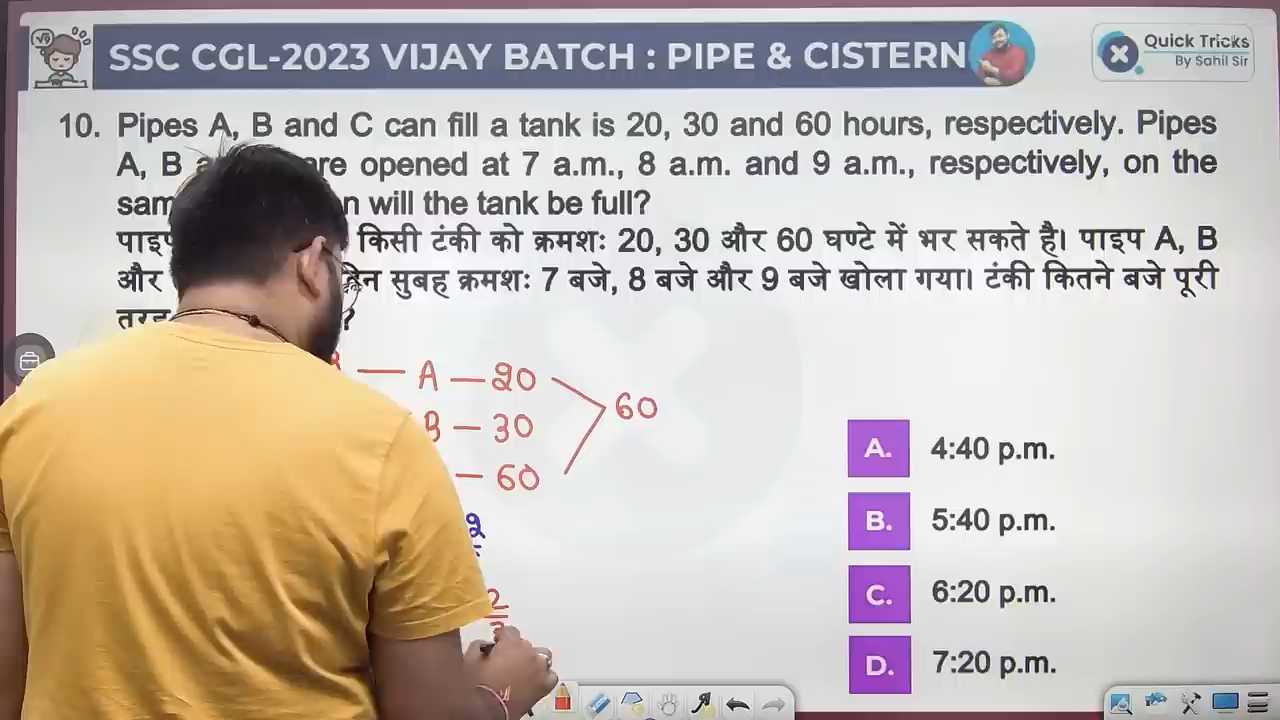 SSC CGL-2023 VIJAY BATCH : PIPE & CISTERN
Quick Tricks
By Sahil Sir
10. Pipes A, B and C can fill a tank is 20, 30 and 60 hours, respectively. Pipes
A, B are opened at 7 a.m., 8 a.m. and 9 a.m., respectively, on the
will the tank be full?
किसी टंकी को क्रमशः 20, 30 और 60 घण्टे में भर सकते है। पाइप A, B
और सुबह क्रमशः 7 बजे, 8 बजे और 9 बजे खोला गया। टंकी कितने बजे पूरी
?
— A — 20
B — 30
— 60
60
2
2
A. 4:40 p.m.
B. 5:40 p.m.
C. 6:20 p.m.
D. 7:20 p.m.